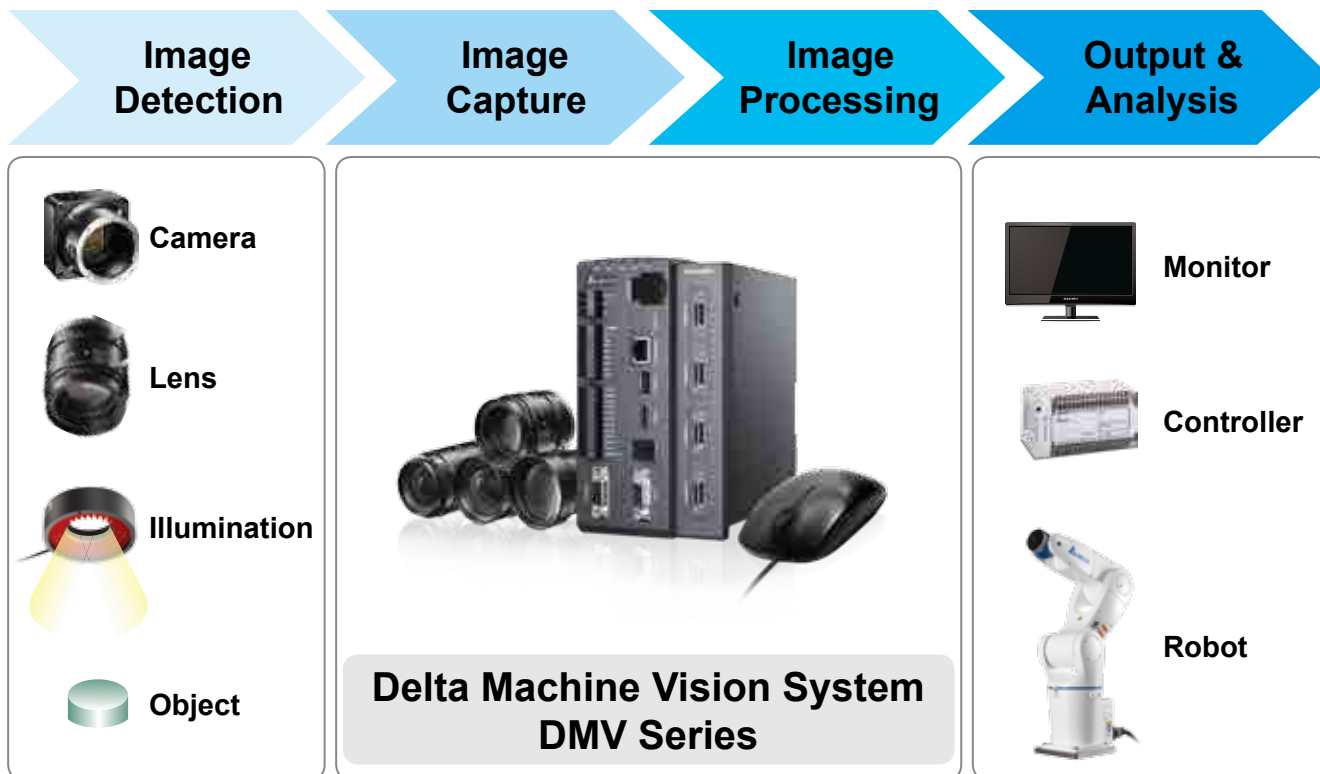 Image
Detection
Image
Capture
Image
Processing
Output &
Analysis
Camera
Lens
Illumination
Object
Delta Machine Vision System
DMV Series
Monitor
Controller
Robot